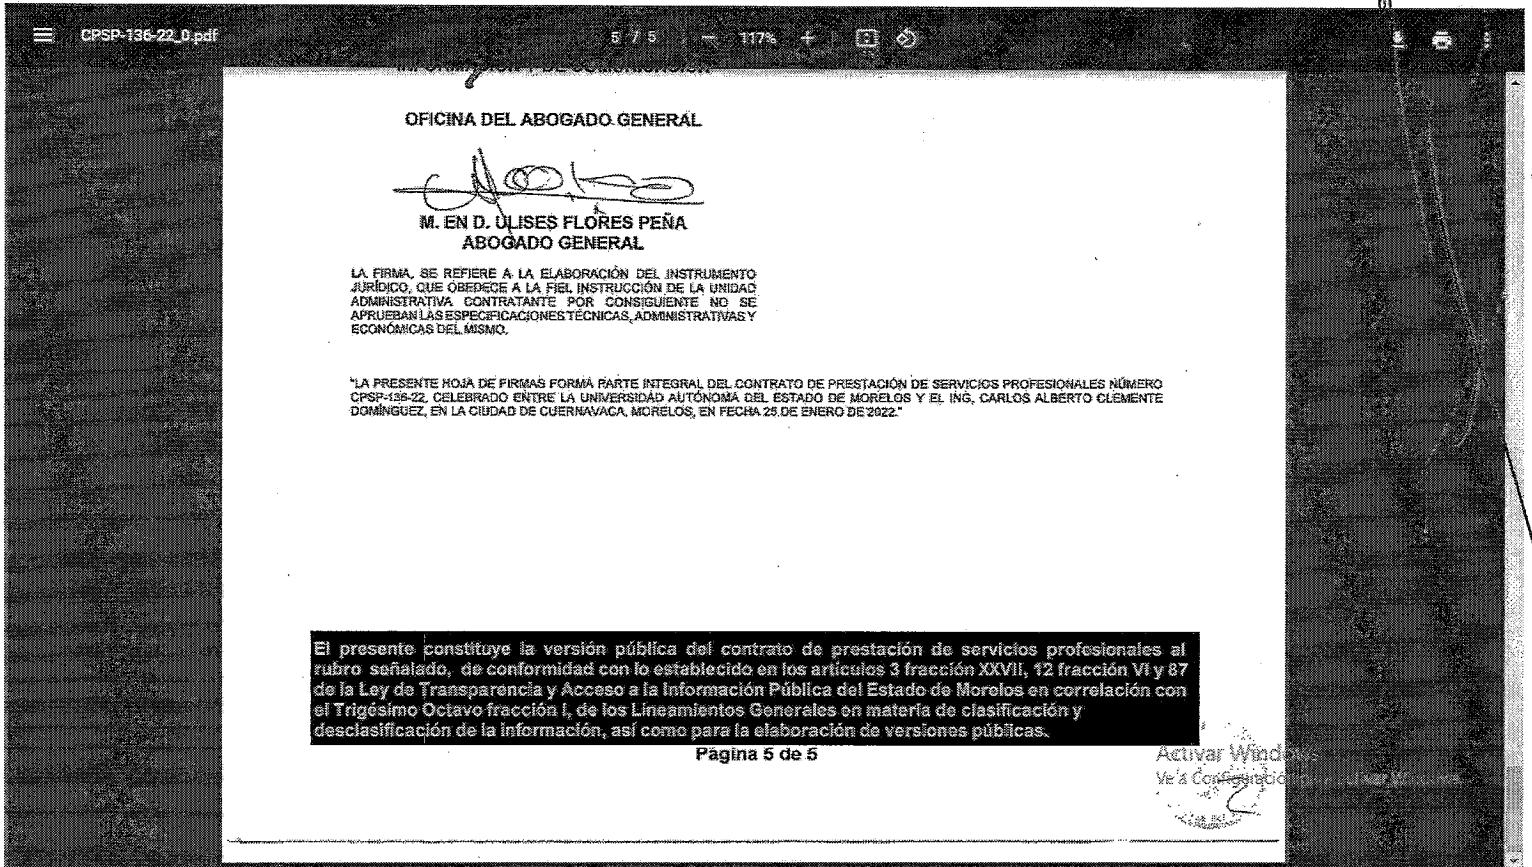 CPSP-136-22_0.pdf
5 / 5
117%
OFICINA DEL ABOGADO GENERAL
M. EN D. ULISES FLORES PEÑA
ABOGADO GENERAL
LA FIRMA, SE REFIERE A LA ELABORACIÓN DEL INSTRUMENTO
JURÍDICO, QUE OBEDECE A LA FIEL INSTRUCCIÓN DE LA UNIDAD
ADMINISTRATIVA CONTRATANTE POR CONSIGUIENTE NO SE
APRUEBAN LAS ESPECIFICACIONES TÉCNICAS, ADMINISTRATIVAS Y
ECONÓMICAS DEL MISMO.
"LA PRESENTE HOJA DE FIRMAS FORMA PARTE INTEGRAL DEL CONTRATO DE PRESTACIÓN DE SERVICIOS PROFESIONALES NÚMERO
CPSP-136-22, CELEBRADO ENTRE LA UNIVERSIDAD AUTÓNOMA DEL ESTADO DE MORELOS Y EL ING. CARLOS ALBERTO CLEMENTE
DOMÍNGUEZ, EN LA CIUDAD DE CUERNAVACA, MORELOS, EN FECHA 25 DE ENERO DE 2022."
El presente constituye la versión pública del contrato de prestación de servicios profesionales al
rubro señalado, de conformidad con lo establecido en los artículos 3 fracción XXVII, 12 fracción VI y 87
de la Ley de Transparencia y Acceso a la Información Pública del Estado de Morelos en correlación con
el Trigésimo Octavo fracción I, de los Lineamientos Generales en materia de clasificación y
desclasificación de la información, así como para la elaboración de versiones públicas.
Página 5 de 5
Activar Windows
Ve a Configuración